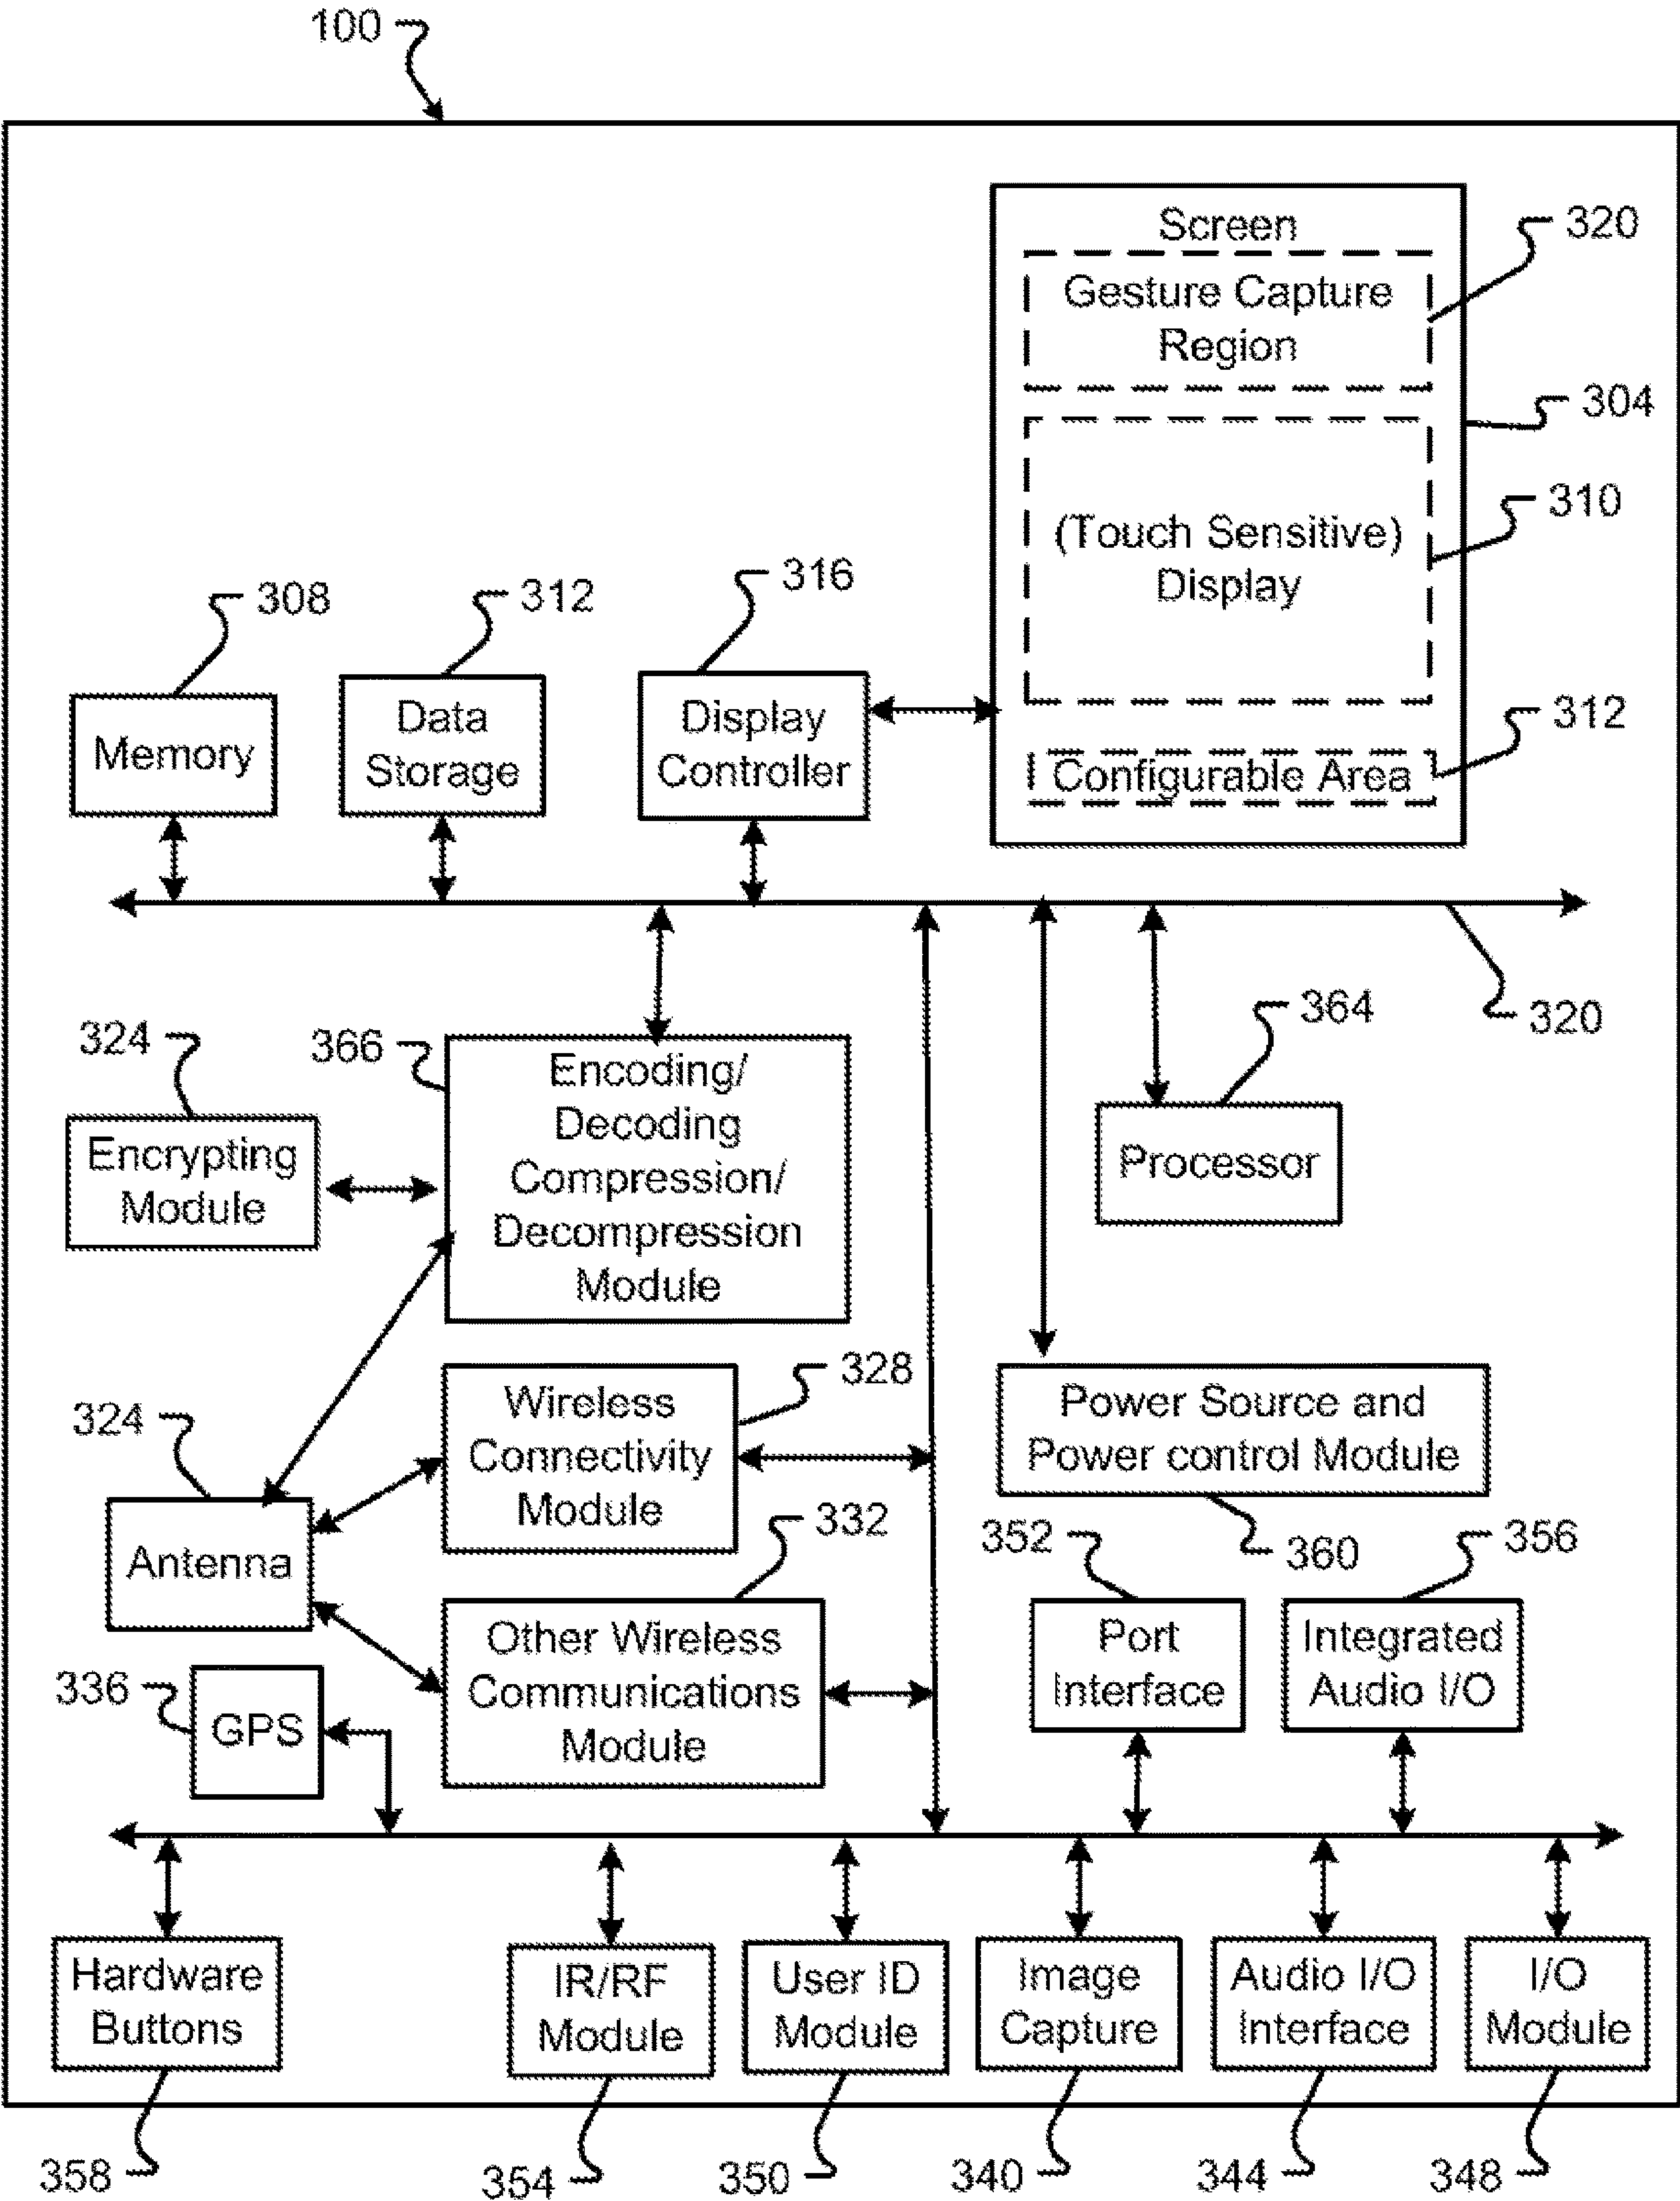 100
Screen
320
Gesture Capture
Region
304
310
(Touch Sensitive)
Display
308
312
316
Memory
Data
Storage
Display
Controller
312
Configurable Area
320
324
366
364
Encrypting
Module
Encoding/
Decoding
Compression/
Decompression
Module
Processor
324
328
Wireless
Connectivity
Module
Power Source and
Power control Module
Antenna
332
352
360
356
Other Wireless
Communications
Module
Port
Interface
Integrated
Audio I/O
336
GPS
Hardware
Buttons
IR/RF
Module
User ID
Module
Image
Capture
Audio I/O
Interface
I/O
Module
358
354
350
340
344
348